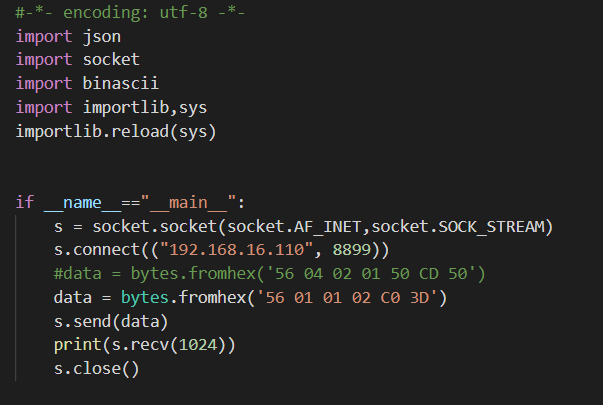 #-*- encoding: utf-8 -*-
import json
import socket
import binascii
import importlib,sys
importlib.reload(sys)
if __name__=="__main__":
s = socket.socket(socket.AF_INET,socket.SOCK_STREAM)
s.connect(("192.168.16.110", 8899))
#data = bytes.fromhex('56 04 02 01 50 CD 50')
data = bytes.fromhex('56 01 01 02 C0 3D')
s.send(data)
print(s.recv(1024))
s.close()